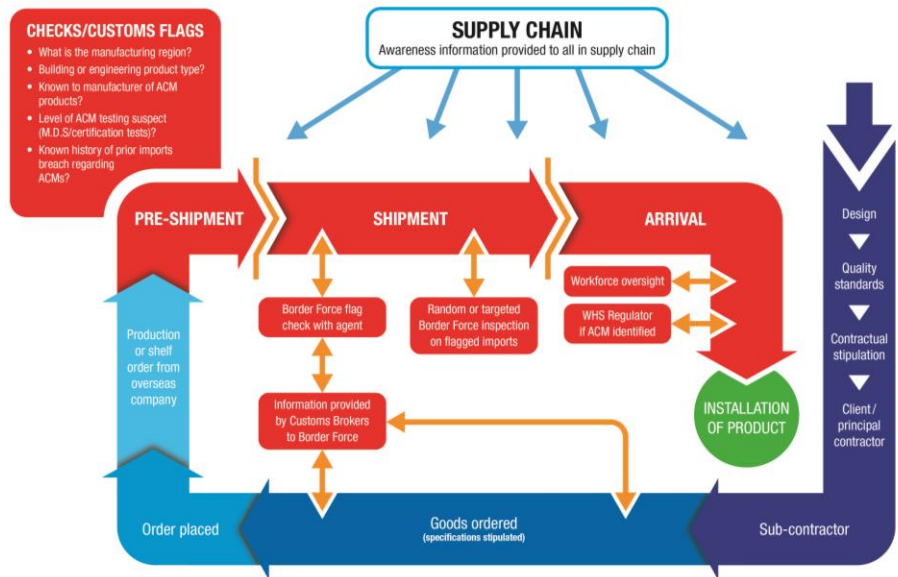 CHECKS/CUSTOMS FLAGS
• What is the manufacturing region?
• Building or engineering product type?
• Known to manufacturer of ACM
products?
• Level of ACM testing suspect
(M.D.S/certification tests)?
• Known history of prior imports
breach regarding
ACMs?
SUPPLY CHAIN
Awareness information provided to all in supply chain
PRE-SHIPMENT
SHIPMENT
ARRIVAL
Border Force flag
check with agent
Random or targeted
Border Force inspection
on flagged imports
Workforce oversight
WHS Regulator
if ACM identified
Information provided
by Customs Brokers
to Border Force
INSTALLATION
OF PRODUCT
Design
Quality
standards
Contractual
stipulation
Client/
principal
contractor
Sub-contractor
Goods ordered
(specifications stipulated)
Order placed
Production
or shelf
order from
overseas
company